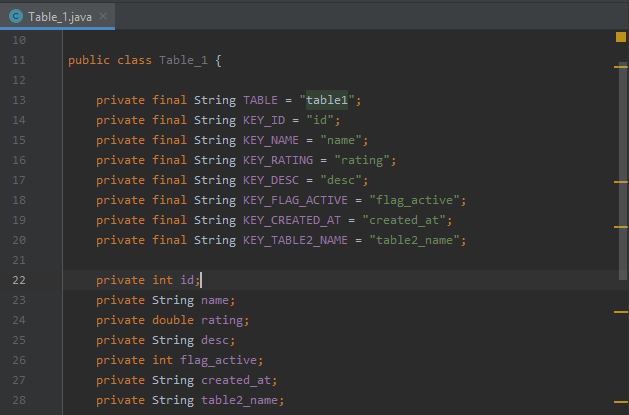 Table_1.java
10
11 public class Table_1 {
12
13 private final String TABLE = "table1";
14 private final String KEY_ID = "id";
15 private final String KEY_NAME = "name";
16 private final String KEY_RATING = "rating";
17 private final String KEY_DESC = "desc";
18 private final String KEY_FLAG_ACTIVE = "flag_active";
19 private final String KEY_CREATED_AT = "created_at";
20 private final String KEY_TABLE2_NAME = "table2_name";
21
22 private int id;
23 private String name;
24 private double rating;
25 private String desc;
26 private int flag_active;
27 private String created_at;
28 private String table2_name;